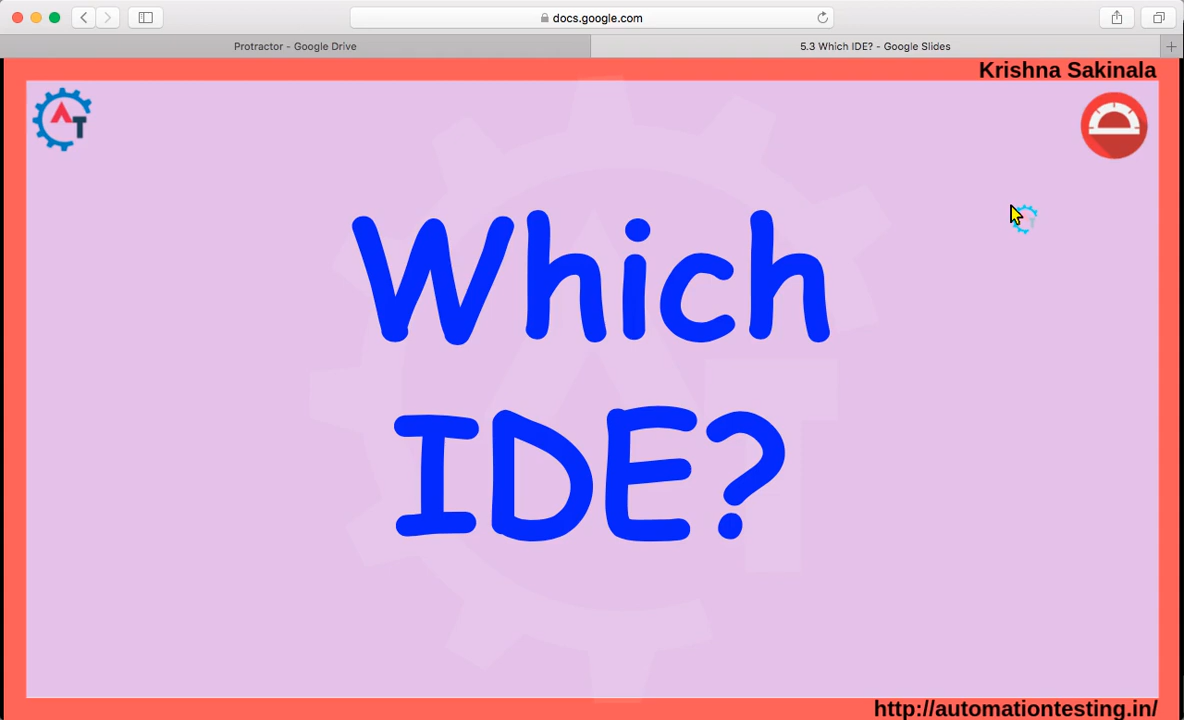 docs.google.com
Protractor - Google Drive
5.3 Which IDE? - Google Slides
Krishna Sakinala
AT
Which
IDE?
http://automationtesting.in/